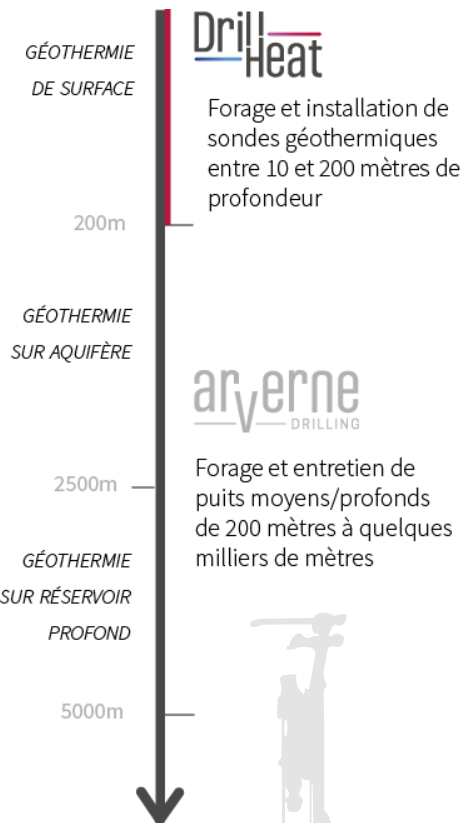 Drill
Heat
GÉOTHERMIE
DE SURFACE
Forage et installation de
sondes géothermiques
entre 10 et 200 mètres de
profondeur
200m
GÉOTHERMIE
SUR AQUIFÈRE
arverne
DRILLING
Forage et entretien de
puits moyens/profonds
de 200 mètres à quelques
milliers de mètres
2500m
GÉOTHERMIE
SUR RÉSERVOIR
PROFOND
5000m